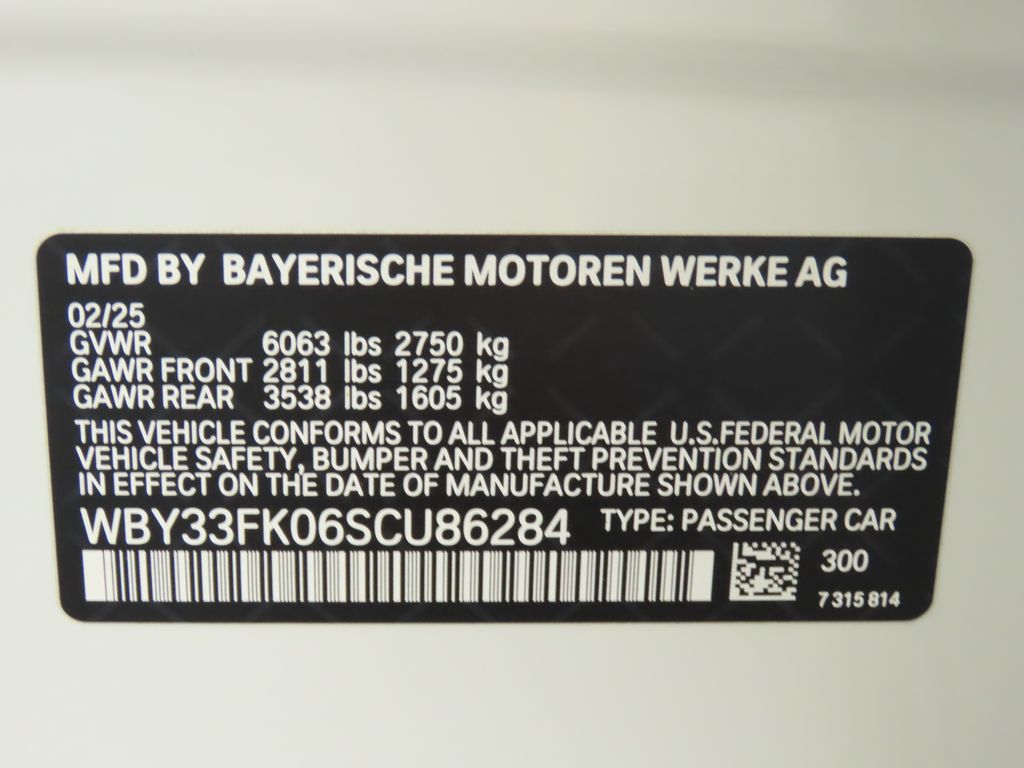 MFD BY BAYERISCHE MOTOREN WERKE AG
02/25
GVWR 6063 lbs 2750 kg
GAWR FRONT 2811 lbs 1275 kg
GAWR REAR 3538 lbs 1605 kg
THIS VEHICLE CONFORMS TO ALL APPLICABLE U.S.FEDERAL MOTOR
VEHICLE SAFETY, BUMPER AND THEFT PREVENTION STANDARDS
IN EFFECT ON THE DATE OF MANUFACTURE SHOWN ABOVE.
WBY33FK06SCU86284 TYPE: PASSENGER CAR
300
7 315 814